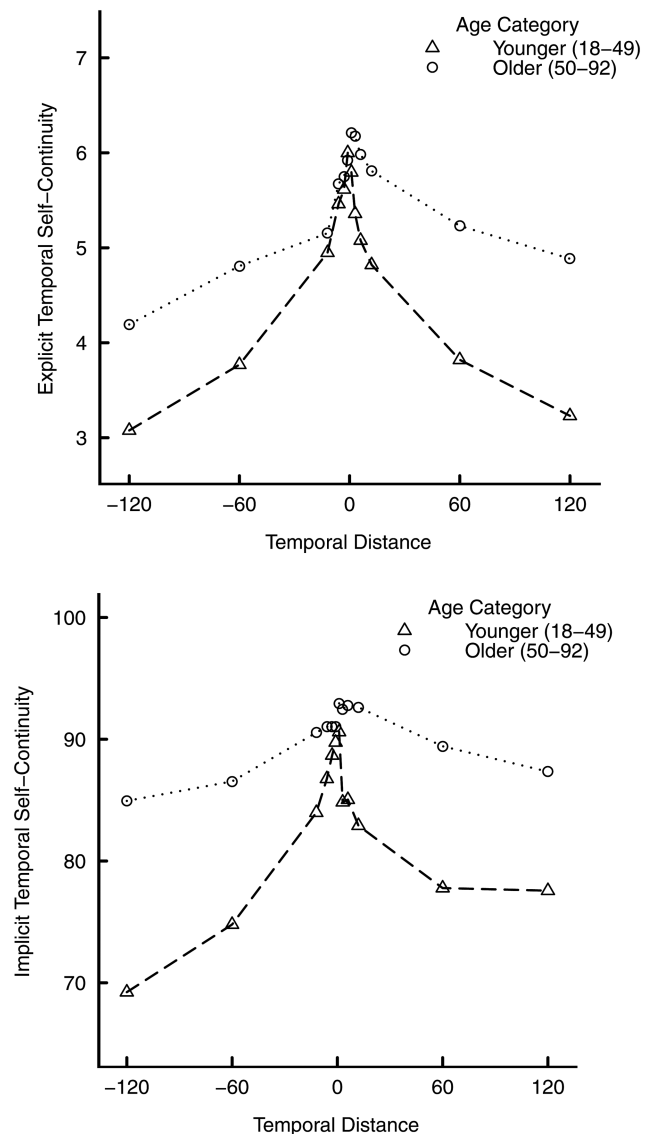 Age Category
Younger (18−49)
Older (50−92)
7
6
5
4
3
Explicit Temporal Self−Continuity
−120 −60 0 60 120
Temporal Distance
Age Category
Younger (18−49)
Older (50−92)
100
90
80
70
Implicit Temporal Self−Continuity
−120 −60 0 60 120
Temporal Distance